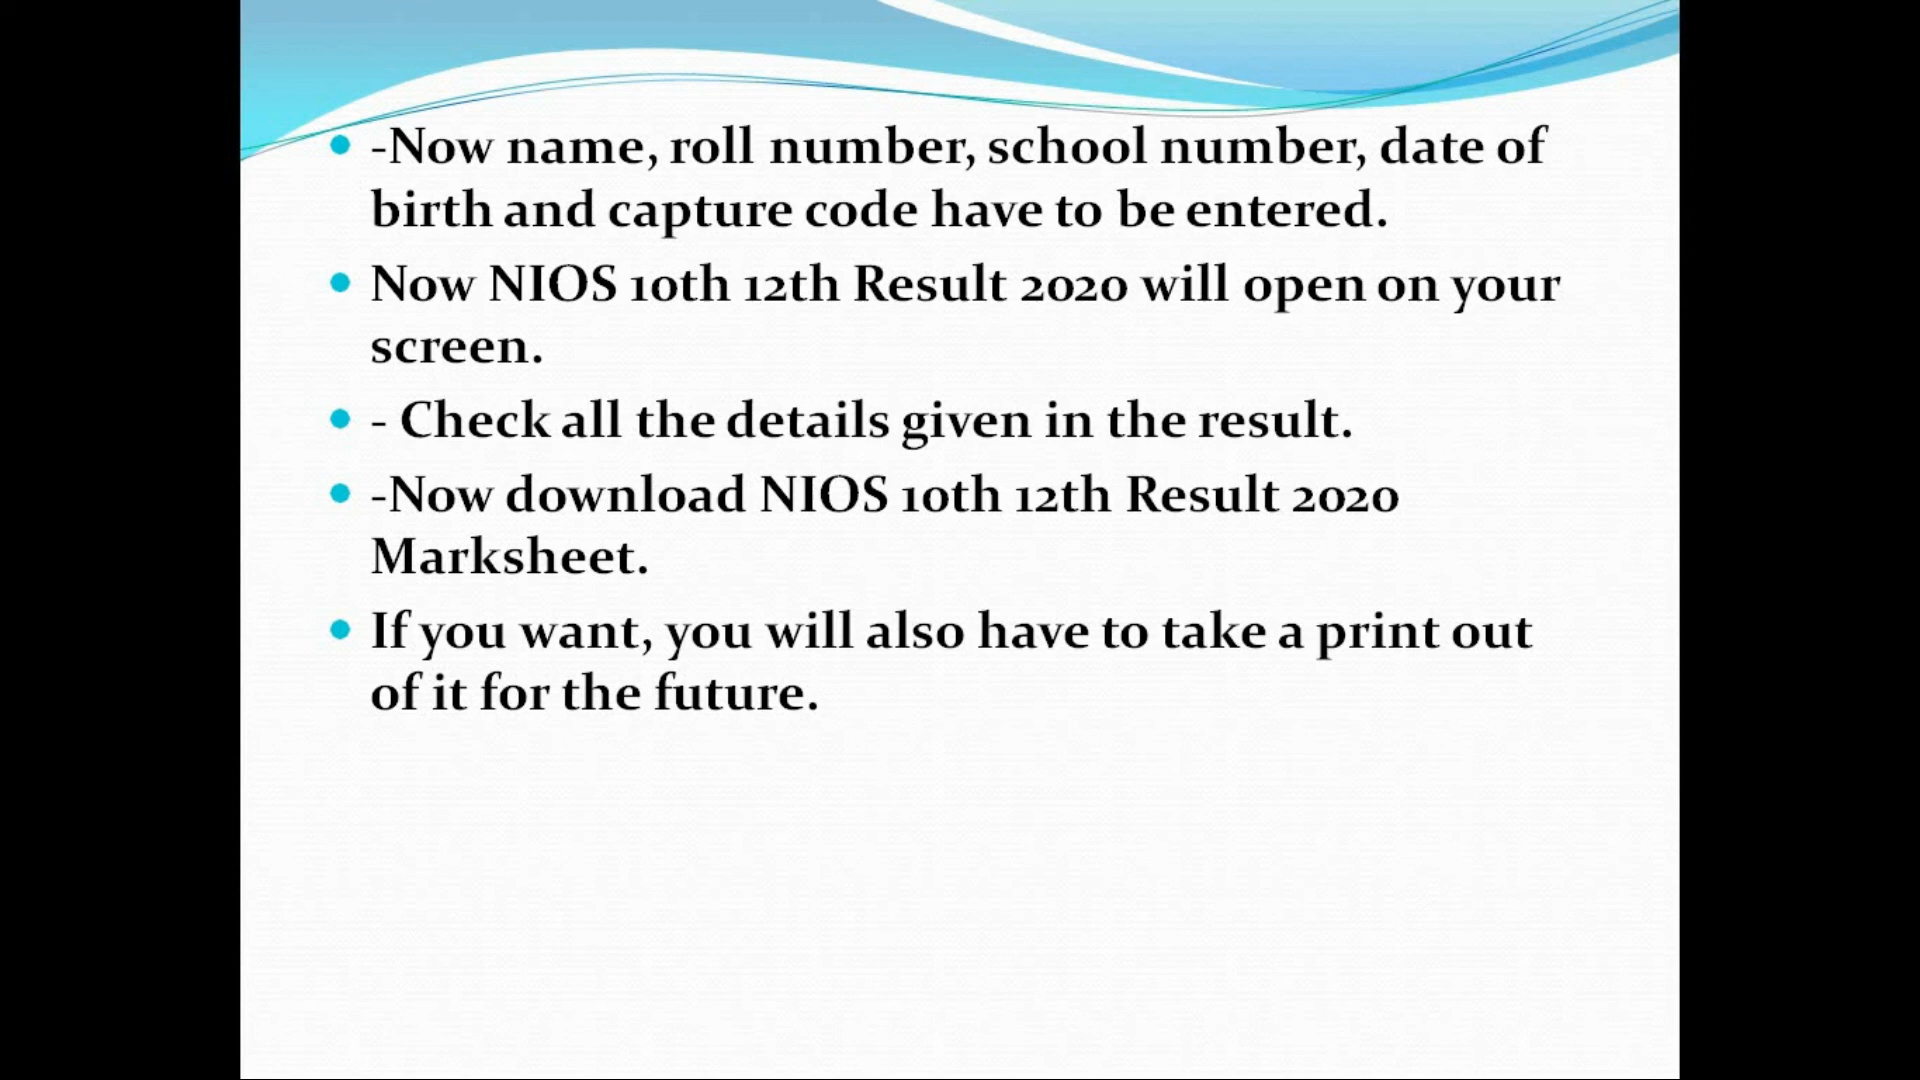 -Now name, roll number, school number, date of
birth and capture code have to be entered.
Now NIOS 10th 12th Result 2020 will open on your
screen.
- Check all the details given in the result.
-Now download NIOS 10th 12th Result 2020
Marksheet.
If you want, you will also have to take a print out
of it for the future.